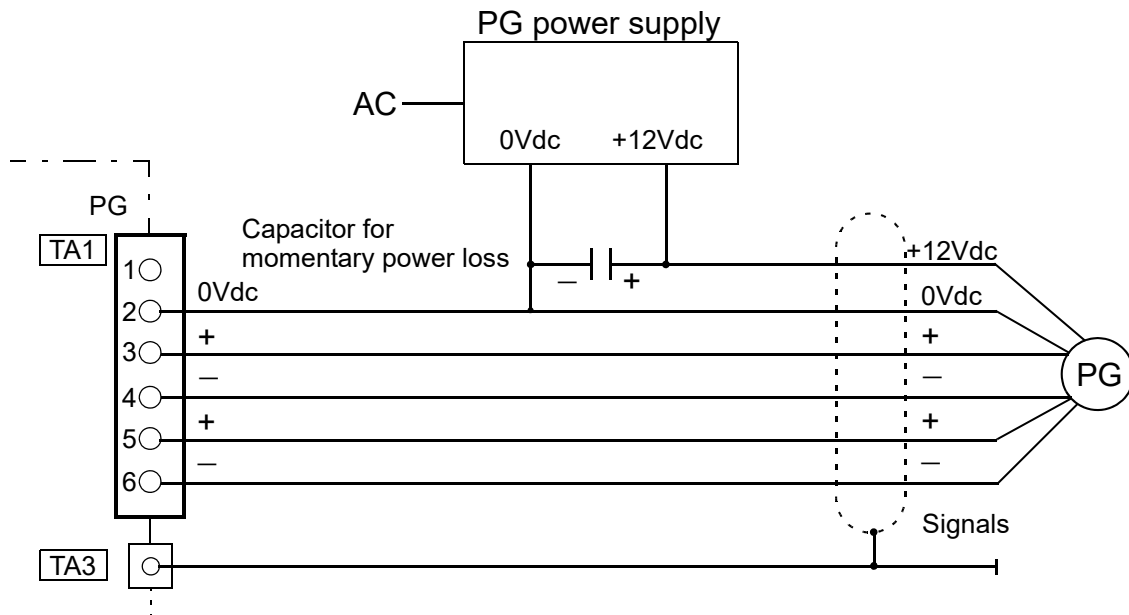 PG power supply
AC
0Vdc +12Vdc
PG
TA1
Capacitor for
momentary power loss
1
– +
+12Vdc
2
0Vdc
0Vdc
3
+
+
PG
4
–
–
5
+
+
6
–
–
Signals
TA3